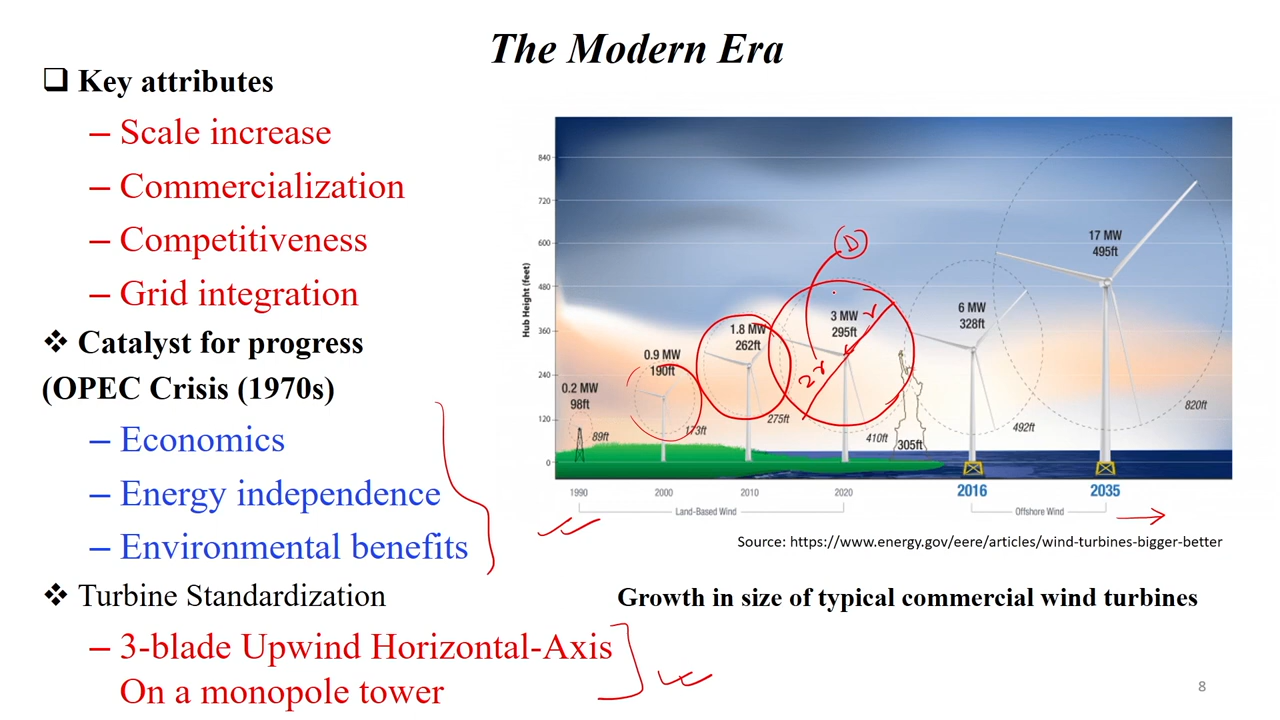 The Modern Era
❑ Key attributes
– Scale increase
– Commercialization
– Competitiveness
– Grid integration
❖ Catalyst for progress
(OPEC Crisis (1970s)
– Economics
– Energy independence
– Environmental benefits
❖ Turbine Standardization
– 3-blade Upwind Horizontal-Axis
On a monopole tower
Hub Height (feet)
840
720
600
480
360
240
120
0
0.2 MW
98ft
89ft
0.9 MW
190ft
173ft
1.8 MW
262ft
275ft
3 MW
295ft
410ft
305ft
6 MW
328ft
492ft
17 MW
495ft
820ft
D
r
2r
1990 2000 2010 2020 2016 2035
Land-Based Wind Offshore Wind
Source: https://www.energy.gov/eere/articles/wind-turbines-bigger-better
Growth in size of typical commercial wind turbines
8